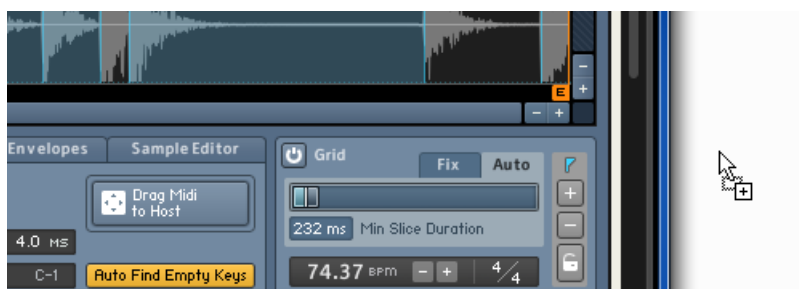 E
Envelopes
Sample Editor
Grid
Fix
Auto
Drag Midi
to Host
232 ms Min Slice Duration
4.0 ms
74.37 BPM - + 4/4
C-1
Auto Find Empty Keys